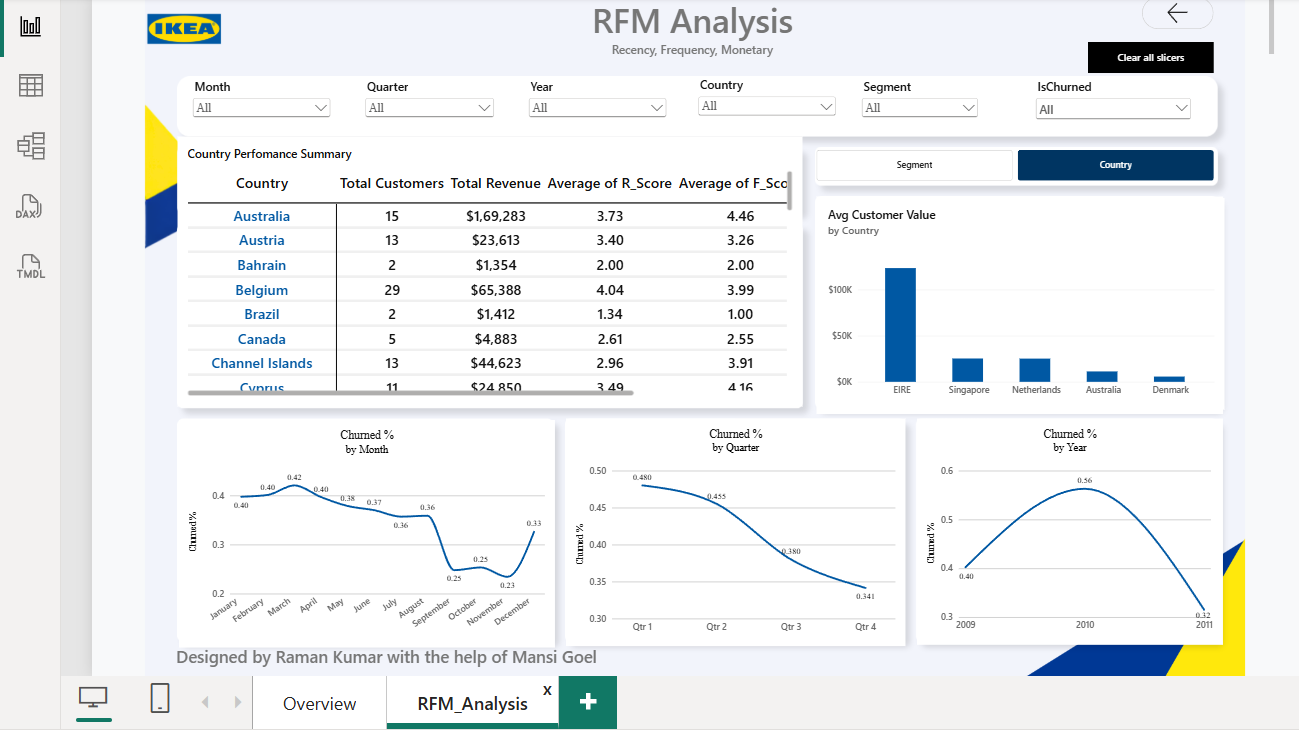 IKEA
RFM Analysis
Recency, Frequency, Monetary
Clear all slicers
Month Quarter Year Country Segment IsChurned
All All All All All All
Country Perfomance Summary
Segment Country
Country Total Customers Total Revenue Average of R_Score Average of F_Sco
Australia 15 $1,69,283 3.73 4.46
Austria 13 $23,613 3.40 3.26
Bahrain 2 $1,354 2.00 2.00
Belgium 29 $65,388 4.04 3.99
Brazil 2 $1,412 1.34 1.00
Canada 5 $4,883 2.61 2.55
Channel Islands 13 $44,623 2.96 3.91
Cyprus 11 $24,850 3.49 4.16
Avg Customer Value
by Country
$100K
$50K
$0K
EIRE Singapore Netherlands Australia Denmark
Churned %
by Month
Churned %
0.4
0.3
0.2
0.40 0.40 0.42 0.40 0.38 0.37 0.36 0.36 0.25 0.25 0.23 0.33
January February March April May June July August September October November December
Churned %
by Quarter
Churned %
0.50
0.45
0.40
0.35
0.30
0.480 0.455 0.380 0.341
Qtr 1 Qtr 2 Qtr 3 Qtr 4
Churned %
by Year
Churned %
0.6
0.5
0.4
0.3
0.40 0.56 0.32
2009 2010 2011
Designed by Raman Kumar with the help of Mansi Goel
DAX
TMDL
Overview RFM_Analysis x +